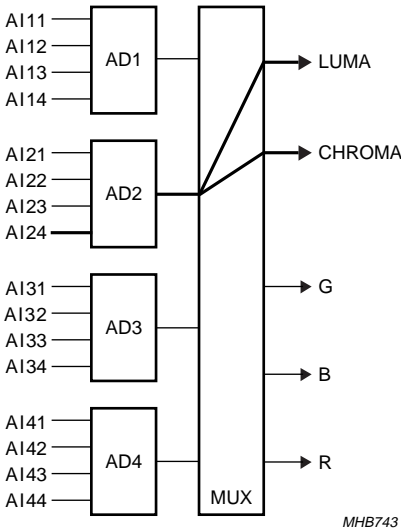 AI11
AI12
AI13
AI14
AD1
LUMA
AI21
AI22
AI23
AI24
AD2
CHROMA
AI31
AI32
AI33
AI34
AD3
G
B
AI41
AI42
AI43
AI44
AD4
R
MUX
MHB743